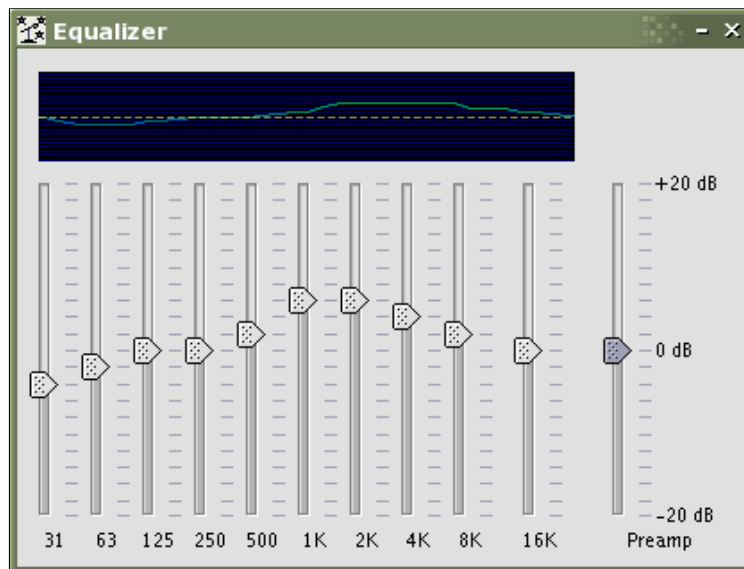 Equalizer
+20 dB
0 dB
-20 dB
31 63 125 250 500 1K 2K 4K 8K 16K Preamp